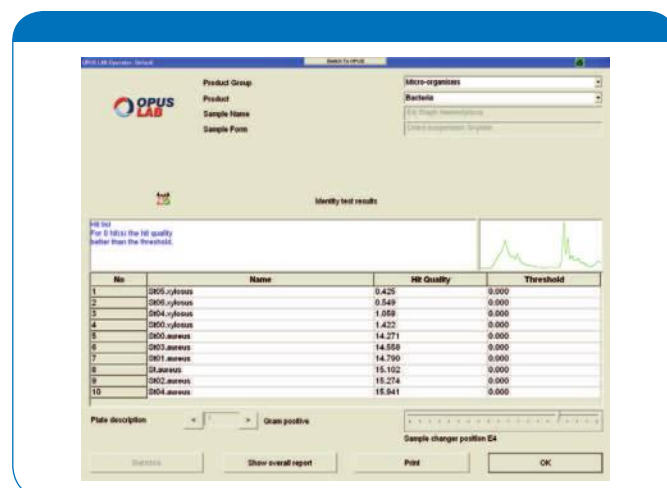 OPUS LAB Operator: Default
Switch To OPUS
OPUS
LAB
Product Group
Micro-organisms
Product
Bacteria
Sample Name
Sample Form
Identity test results
Hit list
For 0 hit(s) the hit quality
better than the threshold.
No Name Hit Quality Threshold
1 St05.xylosus 0.425 0.000
2 St06.xylosus 0.549 0.000
3 St04.xylosus 1.058 0.000
4 St00.xylosus 1.422 0.000
5 St00.aureus 14.271 0.000
6 St03.aureus 14.558 0.000
7 St01.aureus 14.790 0.000
8 St.aureus 15.102 0.000
9 St02.aureus 15.274 0.000
10 St04.aureus 15.941 0.000
Plate description < > Gram positive
Sample changer position E4
Statistics Show overall report Print OK